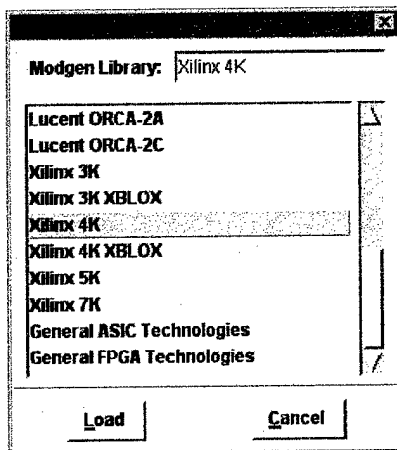 Modgen Library: Xilinx 4K
Lucent ORCA-2A
Lucent ORCA-2C
Xilinx 3K
Xilinx 3K XBLOX
Xilinx 4K
Xilinx 4K XBLOX
Xilinx 5K
Xilinx 7K
General ASIC Technologies
General FPGA Technologies
Load Cancel